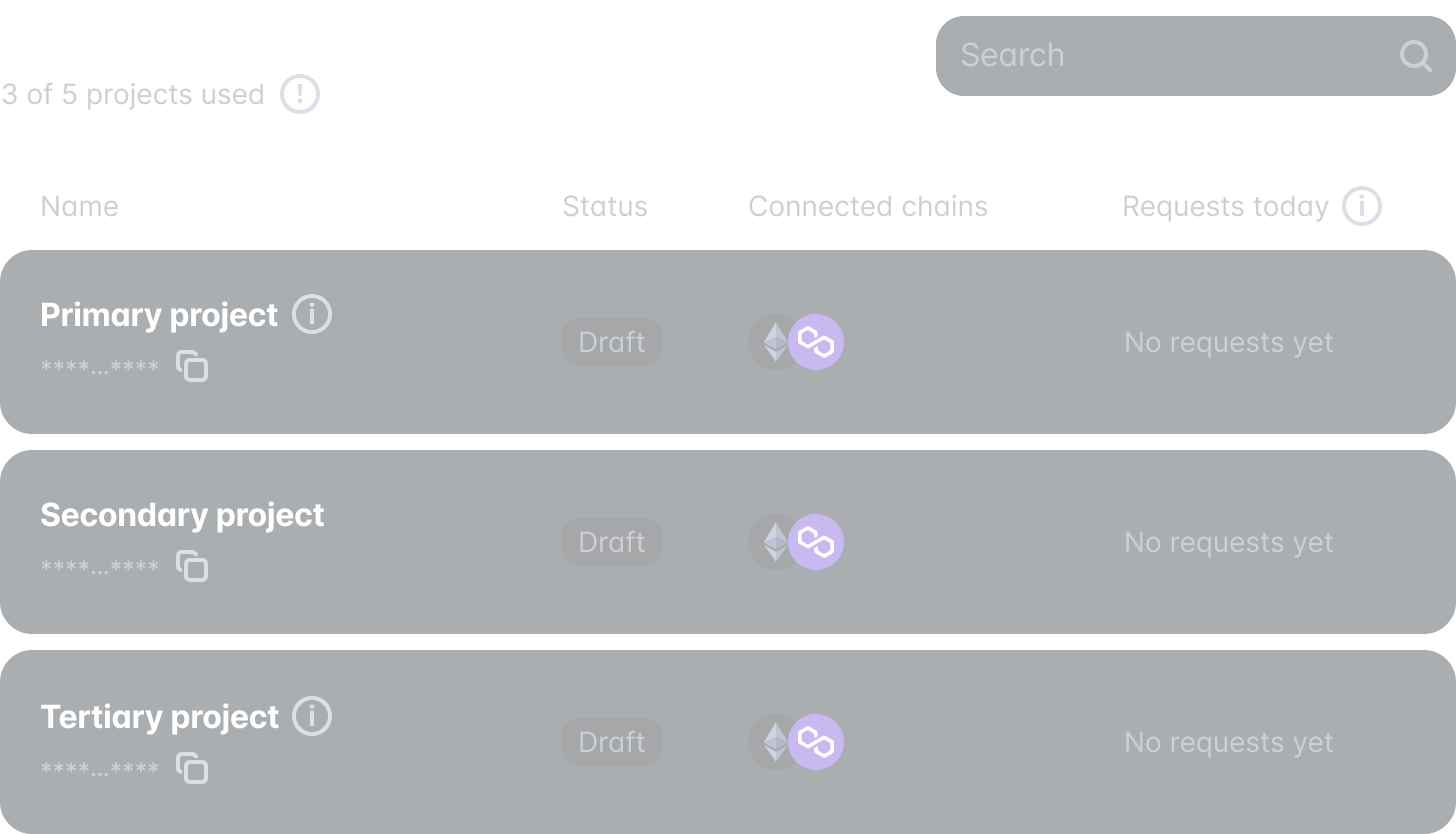 Search
3 of 5 projects used
Name Status Connected chains Requests today
Primary project
****...**** Draft No requests yet
Secondary project
****...**** Draft No requests yet
Tertiary project
****...**** Draft No requests yet